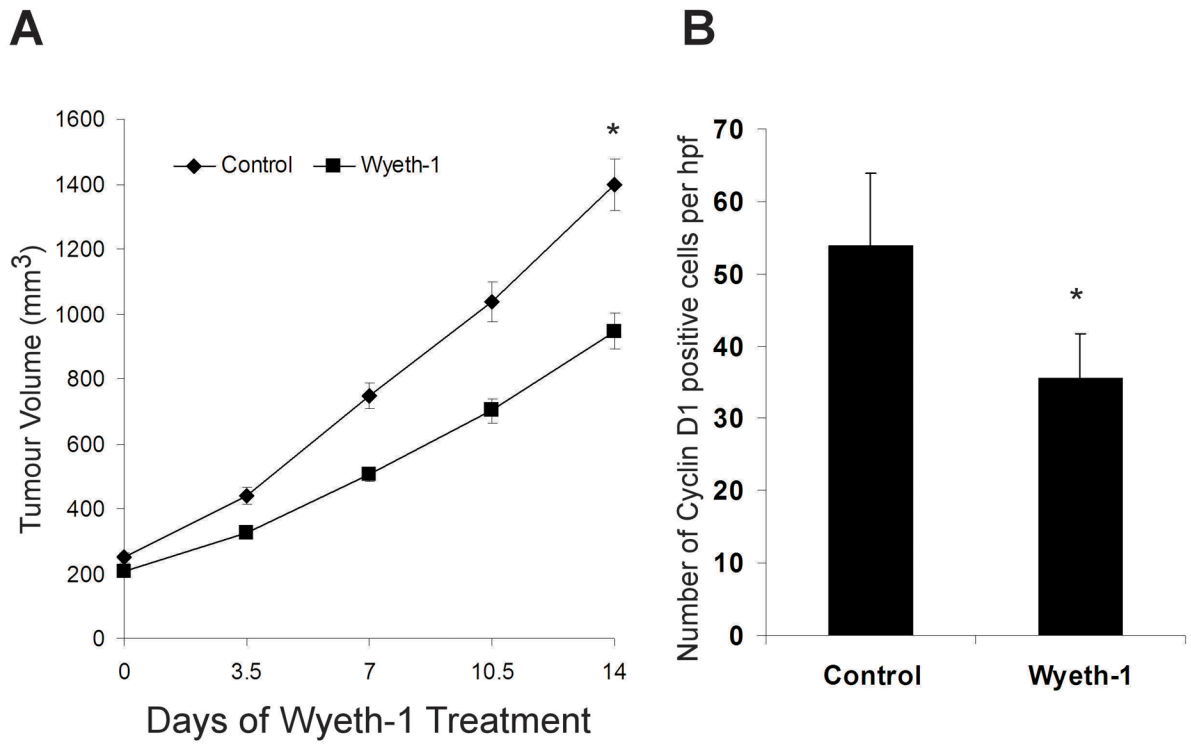 A
1600
1400
1200
1000
800
600
400
200
0
Tumour Volume (mm3)
Control
Wyeth-1
*
0 3.5 7 10.5 14
Days of Wyeth-1 Treatment
B
70
60
50
40
30
20
10
0
Number of Cyclin D1 positive cells per hpf
*
Control Wyeth-1